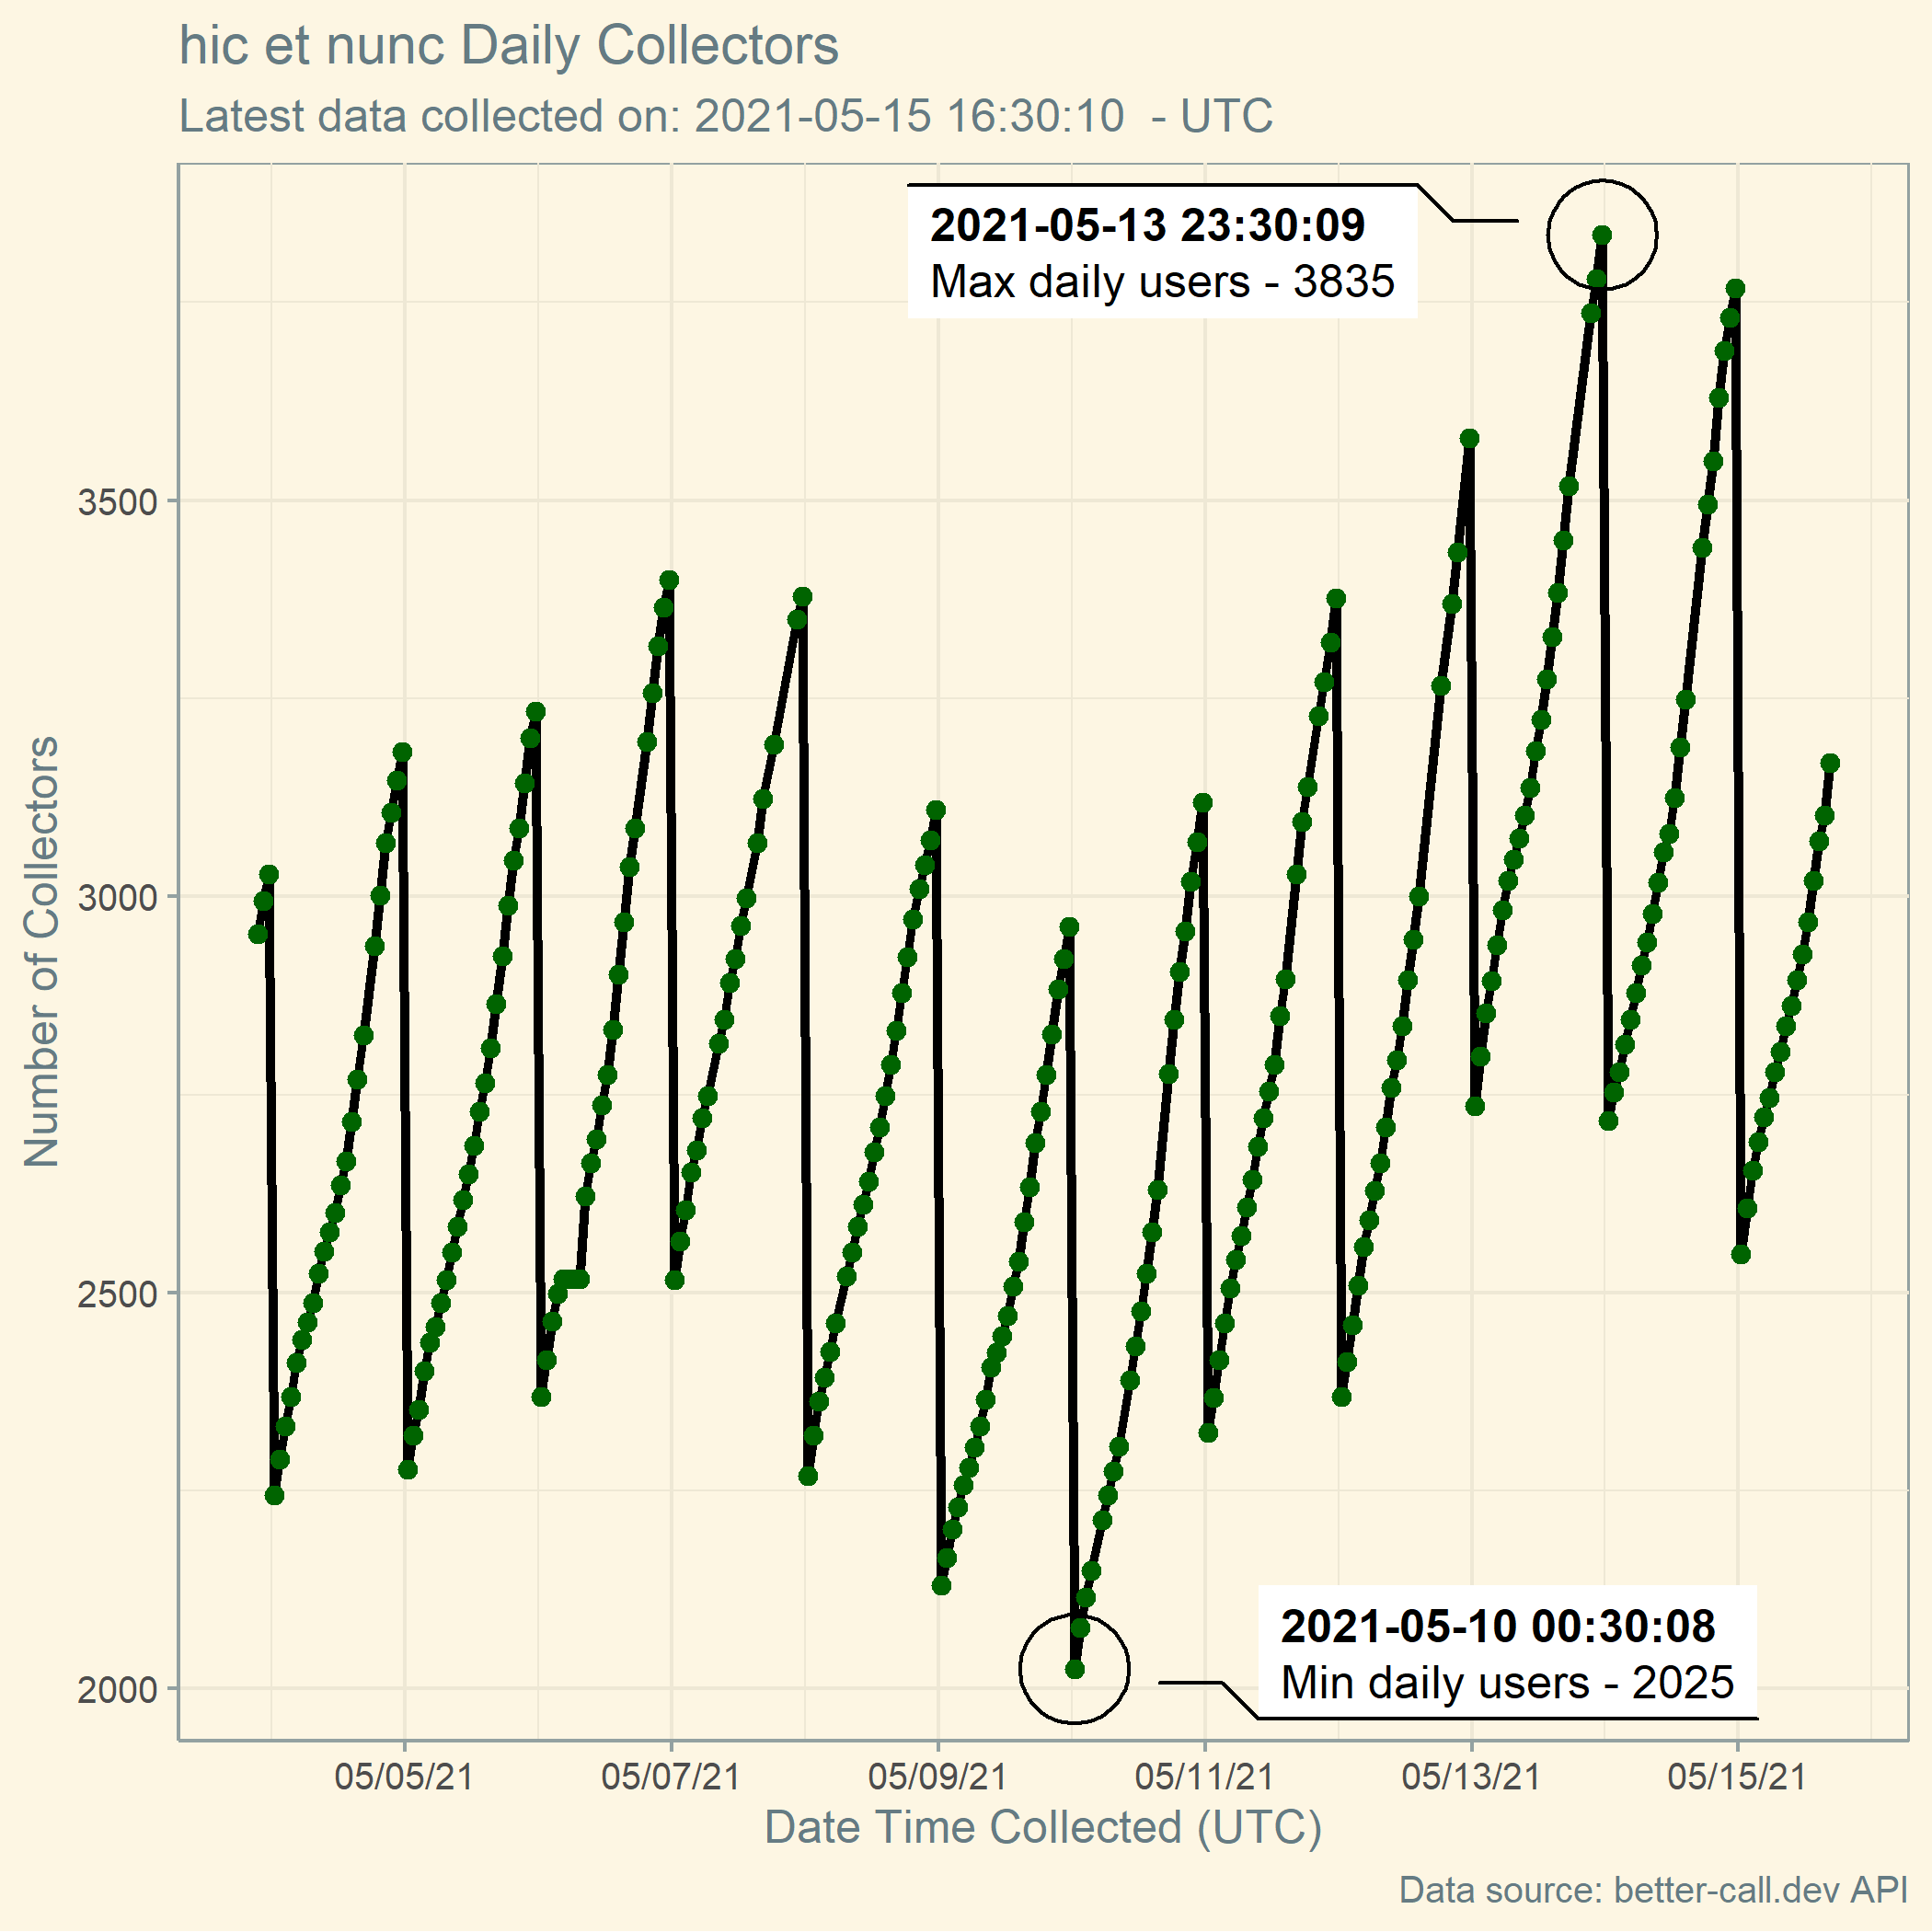 hic et nunc Daily Collectors
Latest data collected on: 2021-05-15 16:30:10  - UTC
2021-05-13 23:30:09
Max daily users - 3835
3500
3000
2500
2000
Number of Collectors
2021-05-10 00:30:08
Min daily users - 2025
05/05/21
05/07/21
05/09/21
05/11/21
05/13/21
05/15/21
Date Time Collected (UTC)
Data source: better-call.dev API